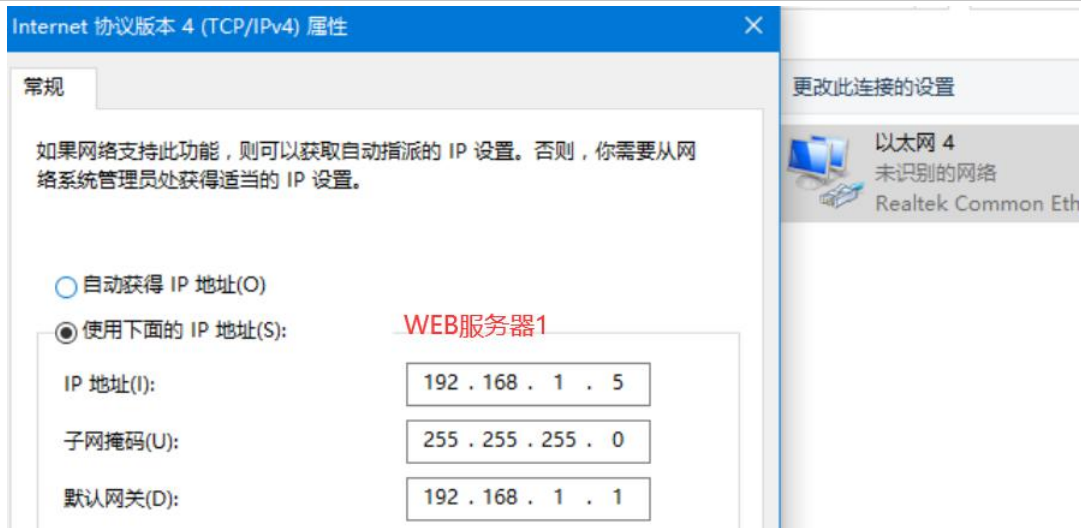 Internet 协议版本 4 (TCP/IPv4) 属性
常规
更改此连接的设置
以太网 4
未识别的网络
Realtek Common Eth
如果网络支持此功能，则可以获取自动指派的 IP 设置。否则，你需要从网
络系统管理员处获得适当的 IP 设置。
自动获得 IP 地址(O)
使用下面的 IP 地址(S):
WEB服务器1
IP 地址(I):
192 . 168 . 1 . 5
子网掩码(U):
255 . 255 . 255 . 0
默认网关(D):
192 . 168 . 1 . 1